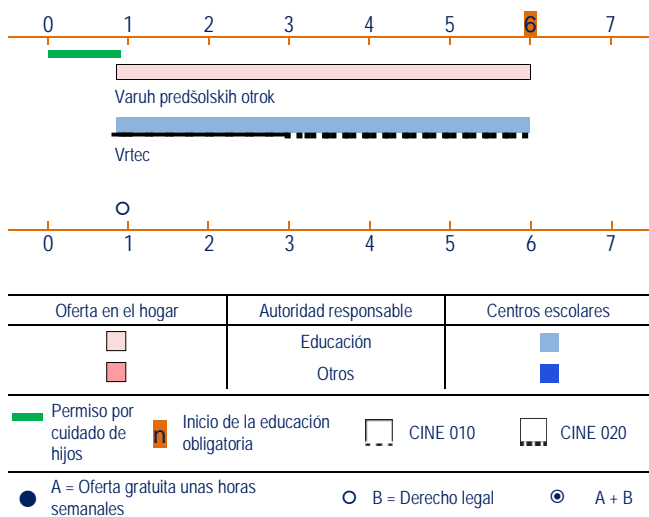 0 1 2 3 4 5 6 7
Varuh predšolskih otrok
Vrtec
0 1 2 3 4 5 6 7
Oferta en el hogar Autoridad responsable Centros escolares
Educación
Otros
Permiso por
cuidado de
hijos
n
Inicio de la educación
obligatoria
CINE 010
CINE 020
A = Oferta gratuita unas horas
semanales
B = Derecho legal
A + B